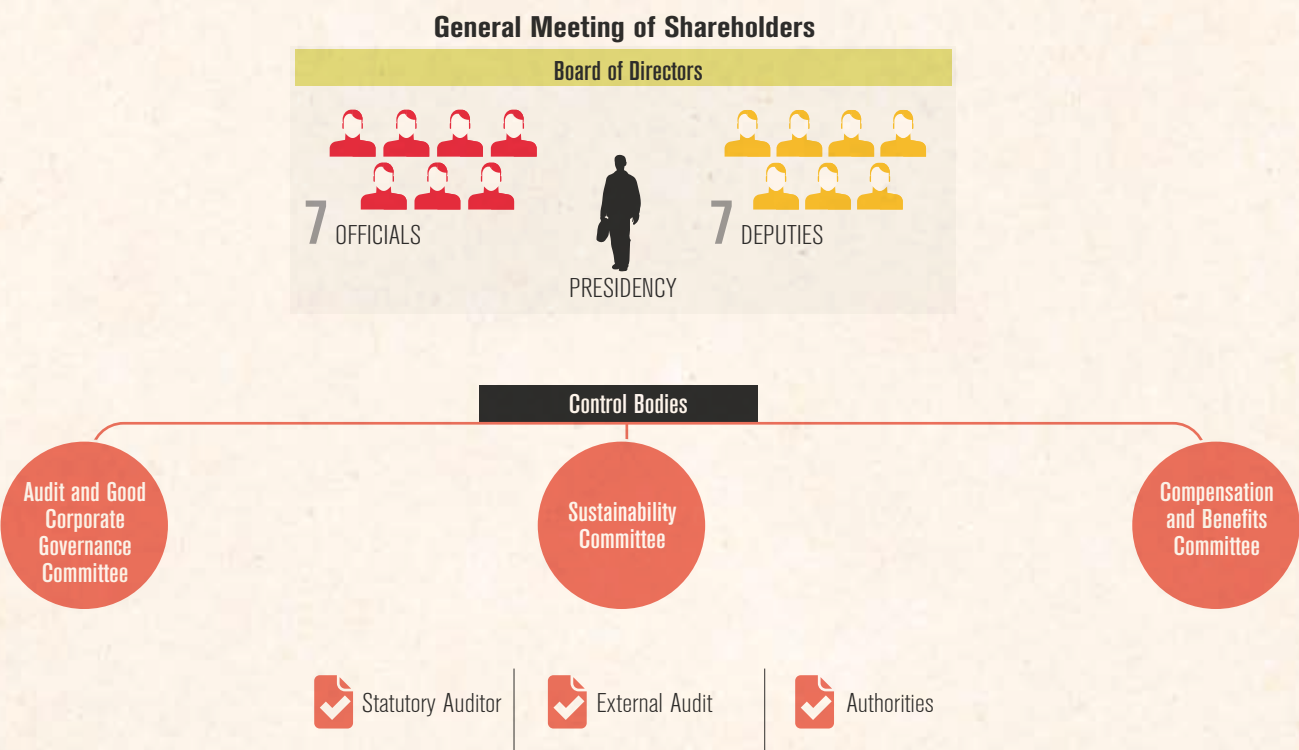 General Meeting of Shareholders
Board of Directors
7 OFFICIALS
PRESIDENCY
7 DEPUTIES
Control Bodies
Audit and Good
Corporate
Governance
Committee
Sustainability
Committee
Compensation
and Benefits
Committee
Statutory Auditor
External Audit
Authorities